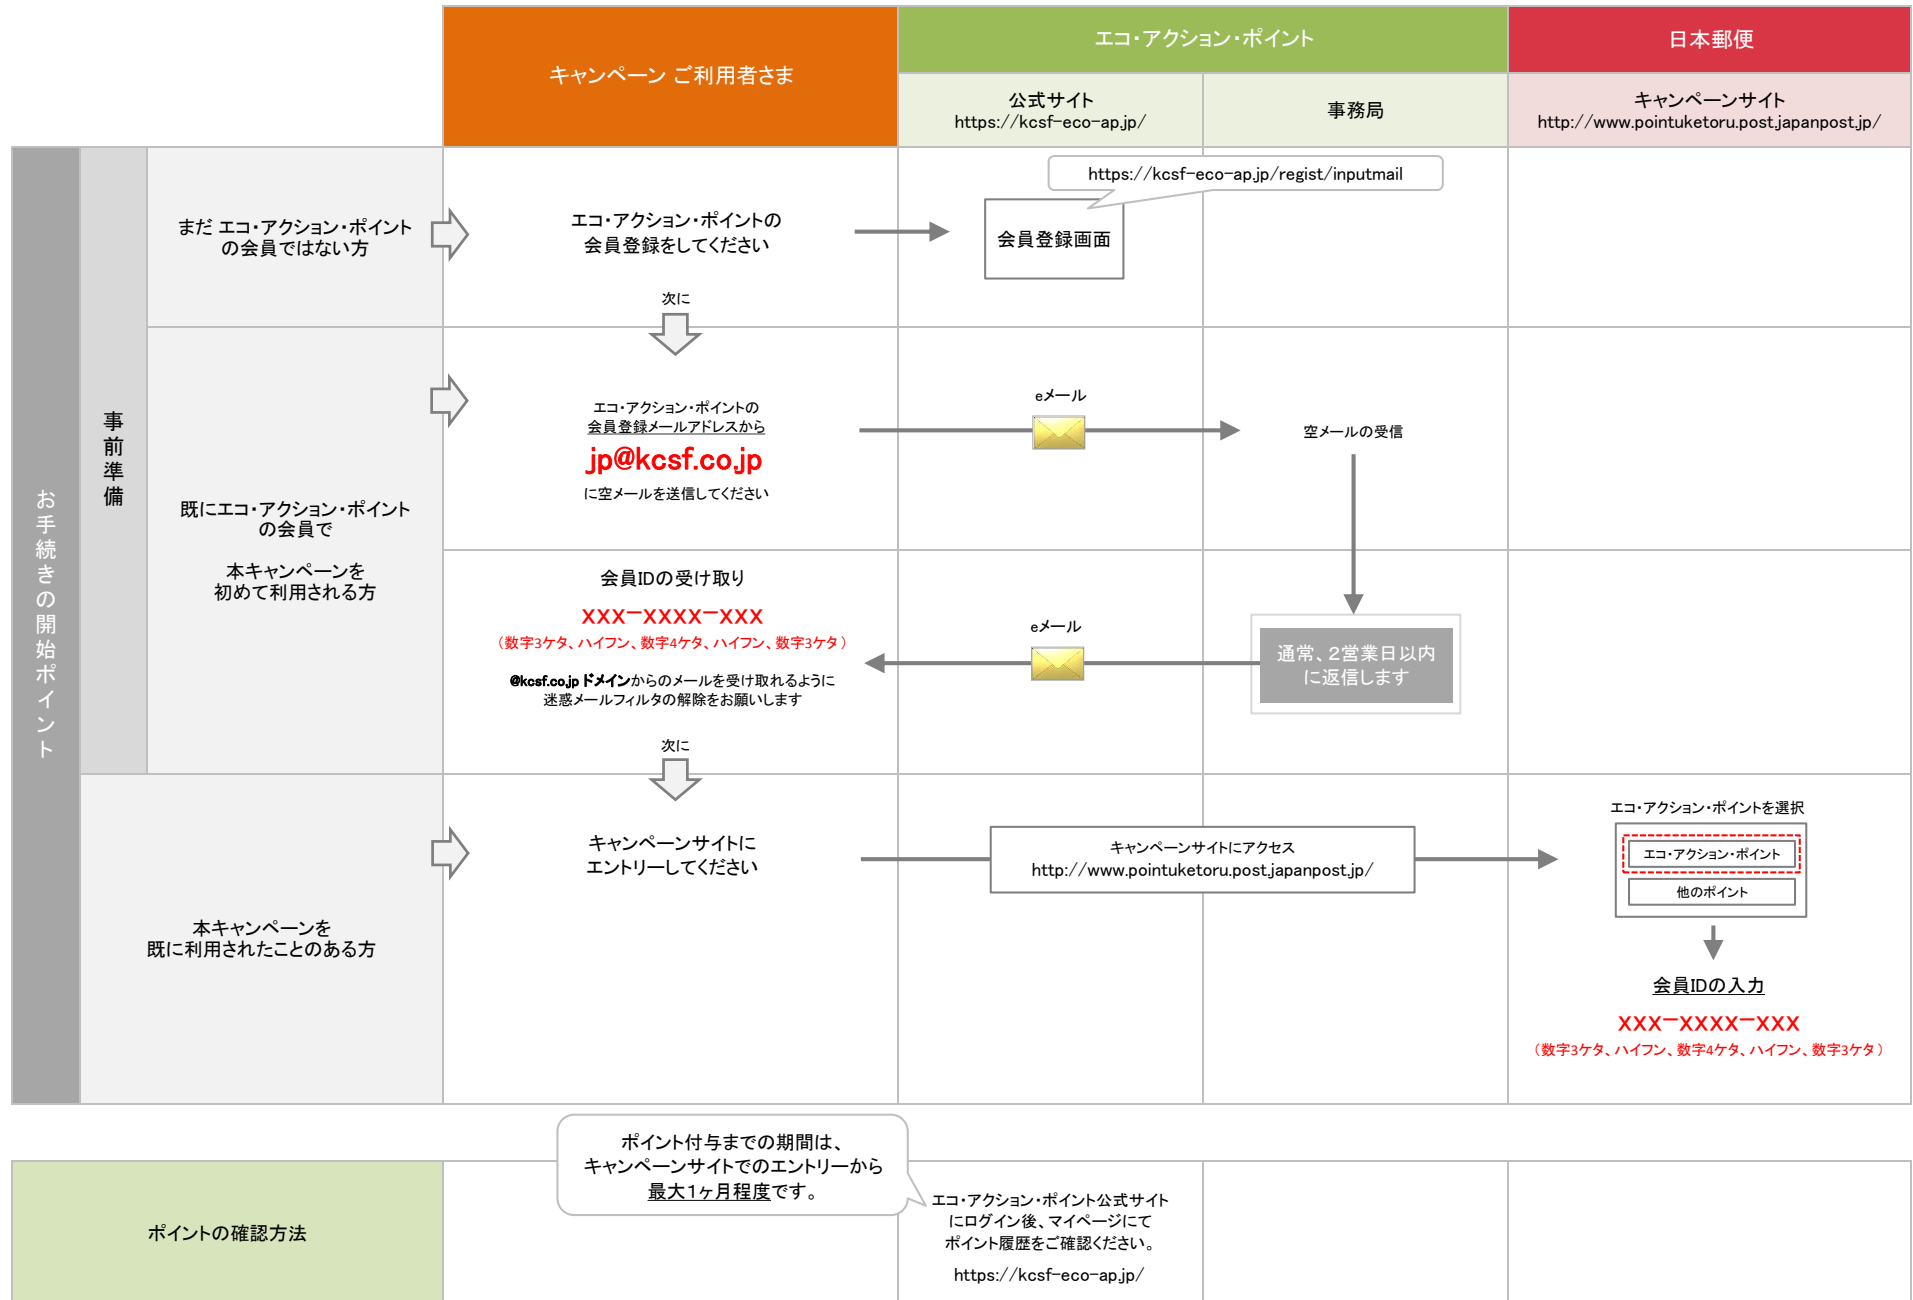 キャンペーン ご利用者さま
エコ・アクション・ポイント
日本郵便
公式サイト
https://kcsf-eco-ap.jp/
事務局
キャンペーンサイト
http://www.pointuketoru.post.japanpost.jp/
お手続きの開始ポイント
事前準備
まだ エコ・アクション・ポイント
の会員ではない方
エコ・アクション・ポイントの
会員登録をしてください
https://kcsf-eco-ap.jp/regist/inputmail
会員登録画面
次に
既にエコ・アクション・ポイント
の会員で
本キャンペーンを
初めて利用される方
エコ・アクション・ポイントの
会員登録メールアドレスから
jp@kcsf.co.jp
に空メールを送信してください
eメール
空メールの受信
会員IDの受け取り
XXX-XXXX-XXX
(数字3ケタ、ハイフン、数字4ケタ、ハイフン、数字3ケタ)
@kcsf.co.jp ドメインからのメールを受け取れるように
迷惑メールフィルタの解除をお願いします
eメール
通常、2営業日以内
に返信します
次に
本キャンペーンを
既に利用されたことのある方
キャンペーンサイトに
エントリーしてください
キャンペーンサイトにアクセス
http://www.pointuketoru.post.japanpost.jp/
エコ・アクション・ポイントを選択
エコ・アクション・ポイント
他のポイント
会員IDの入力
XXX-XXXX-XXX
(数字3ケタ、ハイフン、数字4ケタ、ハイフン、数字3ケタ)
ポイントの確認方法
ポイント付与までの期間は、
キャンペーンサイトでのエントリーから
最大1ヶ月程度です。
エコ・アクション・ポイント公式サイト
にログイン後、マイページにて
ポイント履歴をご確認ください。
https://kcsf-eco-ap.jp/